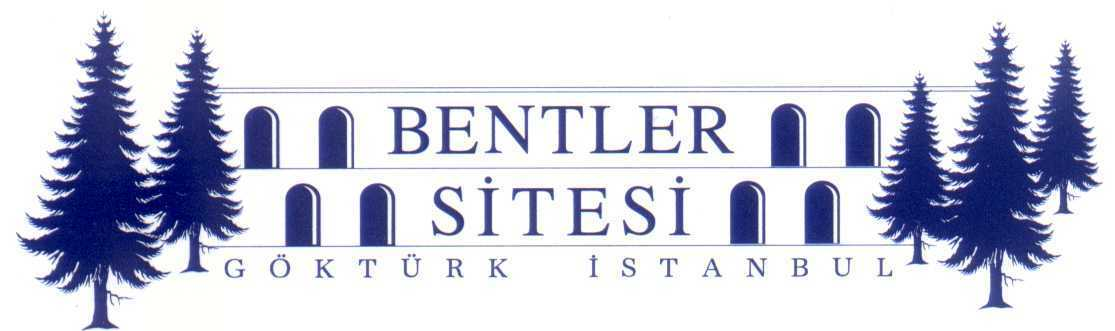 BENTLER
SİTESİ
GÖKTÜRK İSTANBUL